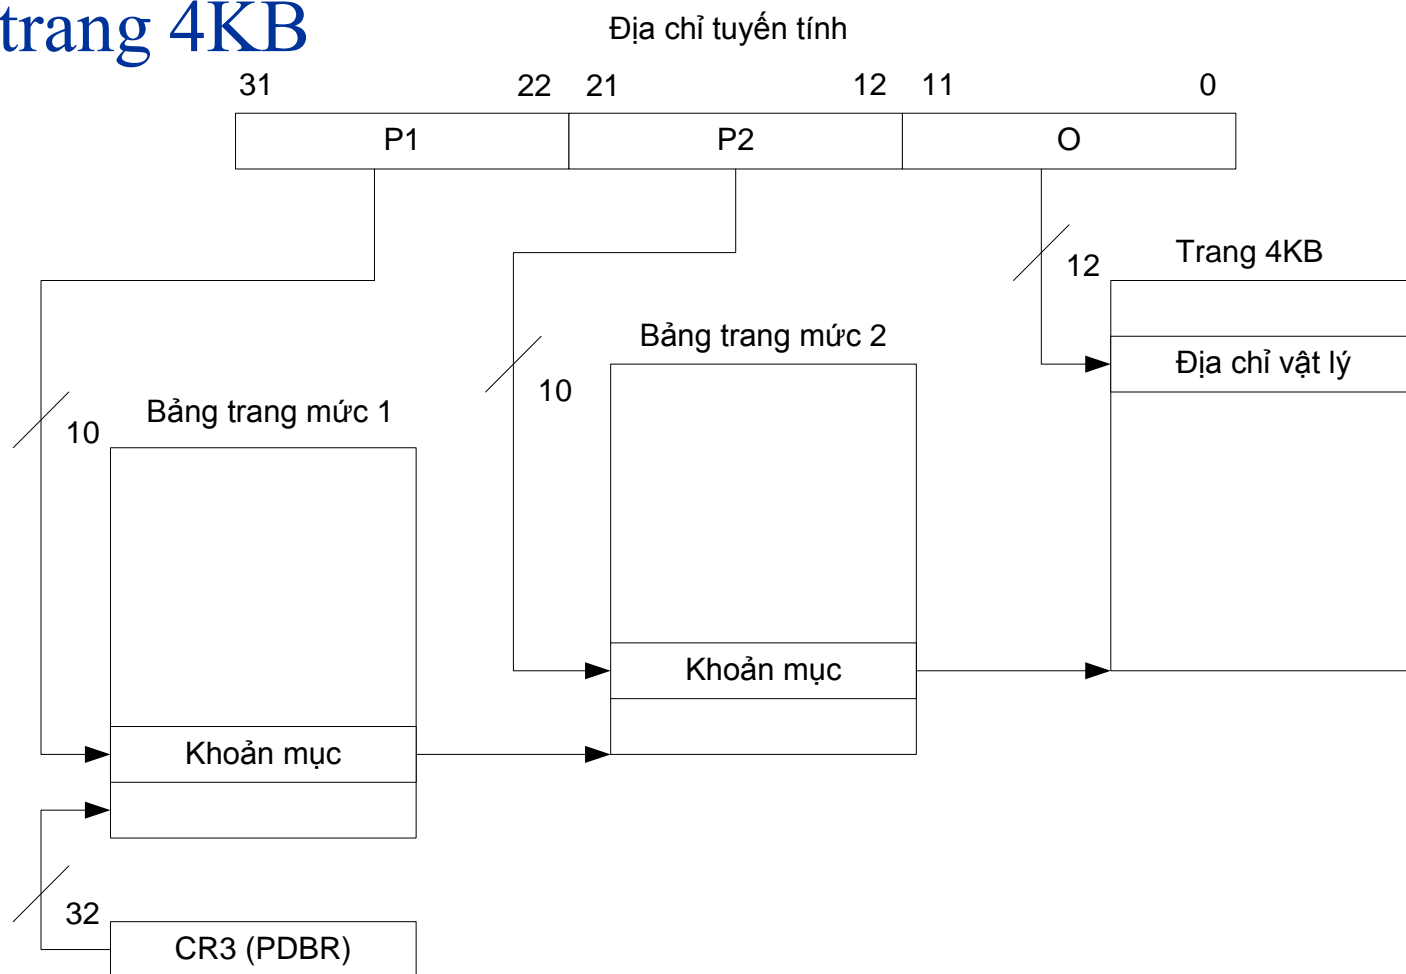 trang 4KB
Địa chỉ tuyến tính
31 22 21 12 11 0
P1 P2 O
12
Trang 4KB
Địa chỉ vật lý
Bảng trang mức 2
10
Khoản mục
Bảng trang mức 1
10
Khoản mục
32
CR3 (PDBR)